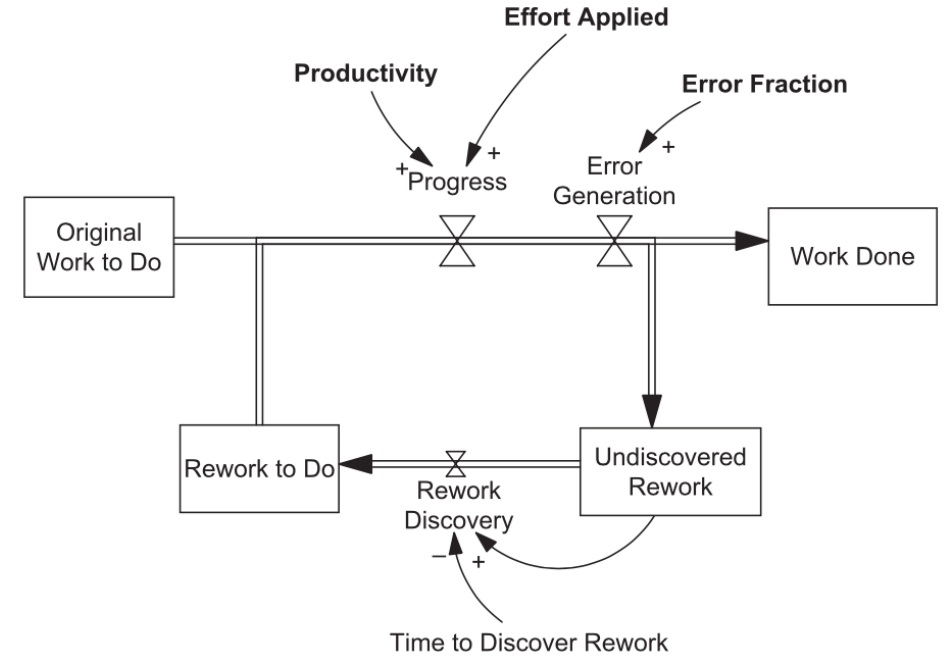 Effort Applied
Productivity
Error Fraction
+
+
+
Progress
Error
Generation
Original
Work to Do
Work Done
Rework to Do
Undiscovered
Rework
Rework
Discovery
–
+
Time to Discover Rework